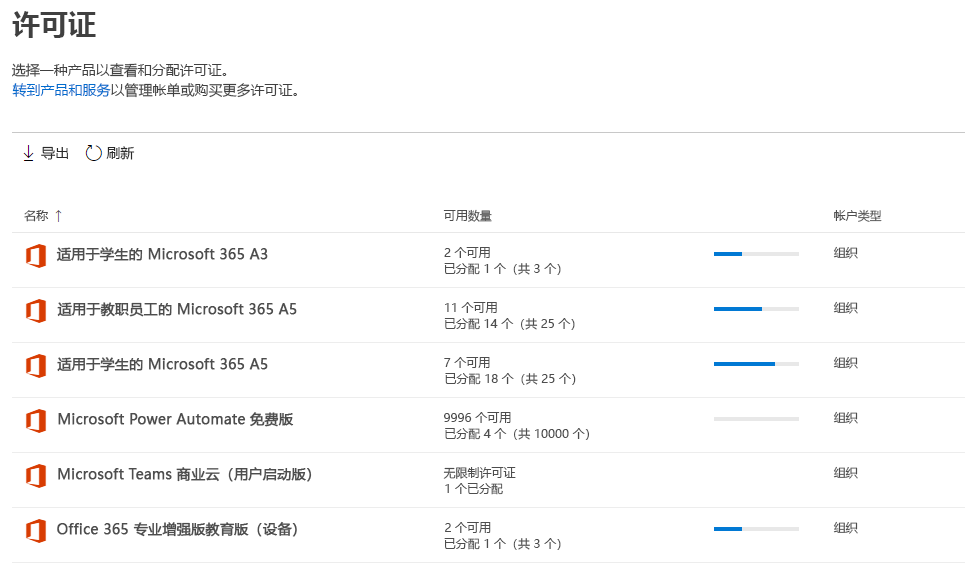 许可证
选择一种产品以查看和分配许可证。
转到产品和服务以管理帐单或购买更多许可证。
导出 刷新
名称 ↑ 可用数量 帐户类型
适用于学生的 Microsoft 365 A3 2 个可用 组织
已分配 1 个（共 3 个）
适用于教职员工的 Microsoft 365 A5 11 个可用 组织
已分配 14 个（共 25 个）
适用于学生的 Microsoft 365 A5 7 个可用 组织
已分配 18 个（共 25 个）
Microsoft Power Automate 免费版 9996 个可用 组织
已分配 4 个（共 10000 个）
Microsoft Teams 商业云（用户启动版） 无限制许可证 组织
1 个已分配
Office 365 专业增强版教育版（设备） 2 个可用 组织
已分配 1 个（共 3 个）